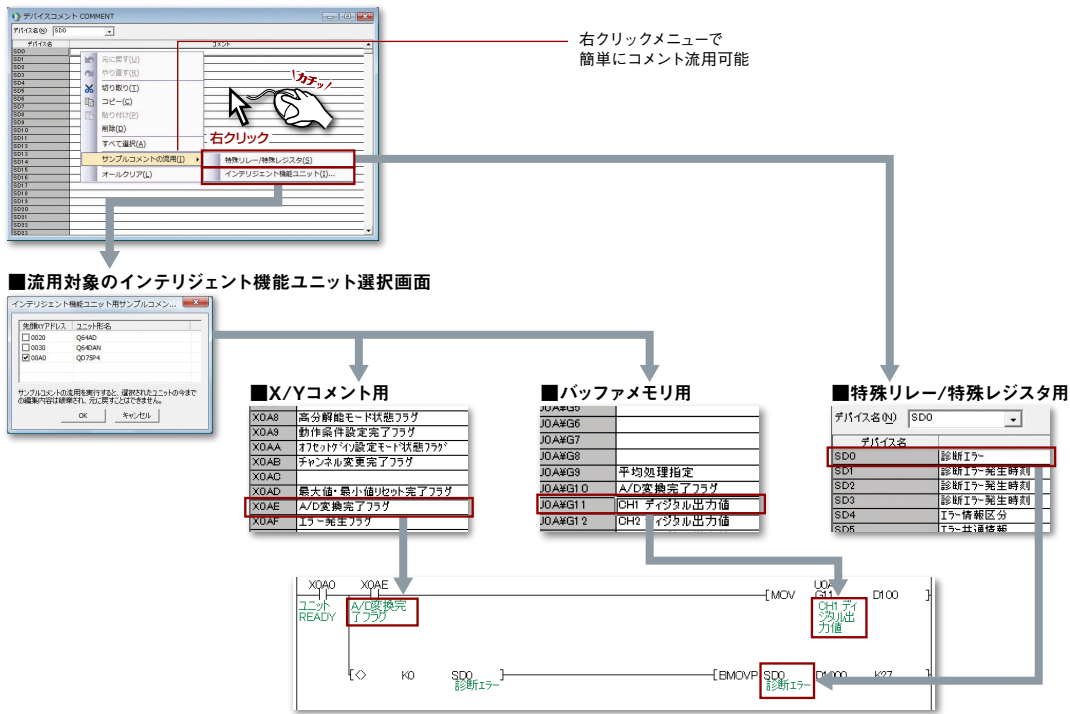 デバイスコメント COMMENT
デバイス名(N) SD0
デバイス名 コメント
SD0
SD1
SD2
SD3
SD4
SD5
SD6
SD7
SD8
SD9
SD10
SD11
SD12
SD13
SD14
SD15
SD16
SD17
SD18
SD19
SD20
SD21
SD22
SD23
元に戻す(U)
やり直す(R)
切り取り(T)
コピー(C)
貼り付け(P)
削除(D)
すべて選択(A)
サンプルコメントの流用(I)
オールクリア(L)
カチッ
右クリック
特殊リレー/特殊レジスタ(S)
インテリジェント機能ユニット(I)...
右クリックメニューで
簡単にコメント流用可能
■流用対象のインテリジェント機能ユニット選択画面
インテリジェント機能ユニット用サンプルコメン...
先頭XYアドレス ユニット形名
0020 Q64AD
0030 Q64DAN
00A0 QD75P4
サンプルコメントの流用を実行すると、選択されたユニットの今まで
の編集内容は破棄され、元に戻すことはできません。
OK キャンセル
■X/Yコメント用
X0A8 高分解能モード状態フラグ
X0A9 動作条件設定完了フラグ
X0AA オフセット・ゲイン設定モード状態フラグ
X0AB チャンネル変更完了フラグ
X0AC
X0AD 最大値・最小値リセット完了フラグ
X0AE A/D変換完了フラグ
X0AF エラー発生フラグ
■バッファメモリ用
U0A¥G5
U0A¥G6
U0A¥G7
U0A¥G8
U0A¥G9 平均処理指定
U0A¥G10 A/D変換完了フラグ
U0A¥G11 CH1 ディジタル出力値
U0A¥G12 CH2 ディジタル出力値
■特殊リレー/特殊レジスタ用
デバイス名(N) SD0
デバイス名
SD0 診断エラー
SD1 診断エラー発生時刻
SD2 診断エラー発生時刻
SD3 診断エラー発生時刻
SD4 エラー情報区分
SD5 エラー共通情報
X0A0 X0AE
ユニット
READY
A/D変換完
了フラグ
[MOV U0A¥
G11 D100 ]
CH1 ディ
ジタル出
力値
[<> K0 SD0 ]
診断エラー
[BMOVP SD0 D1000 K27 ]
診断エラー